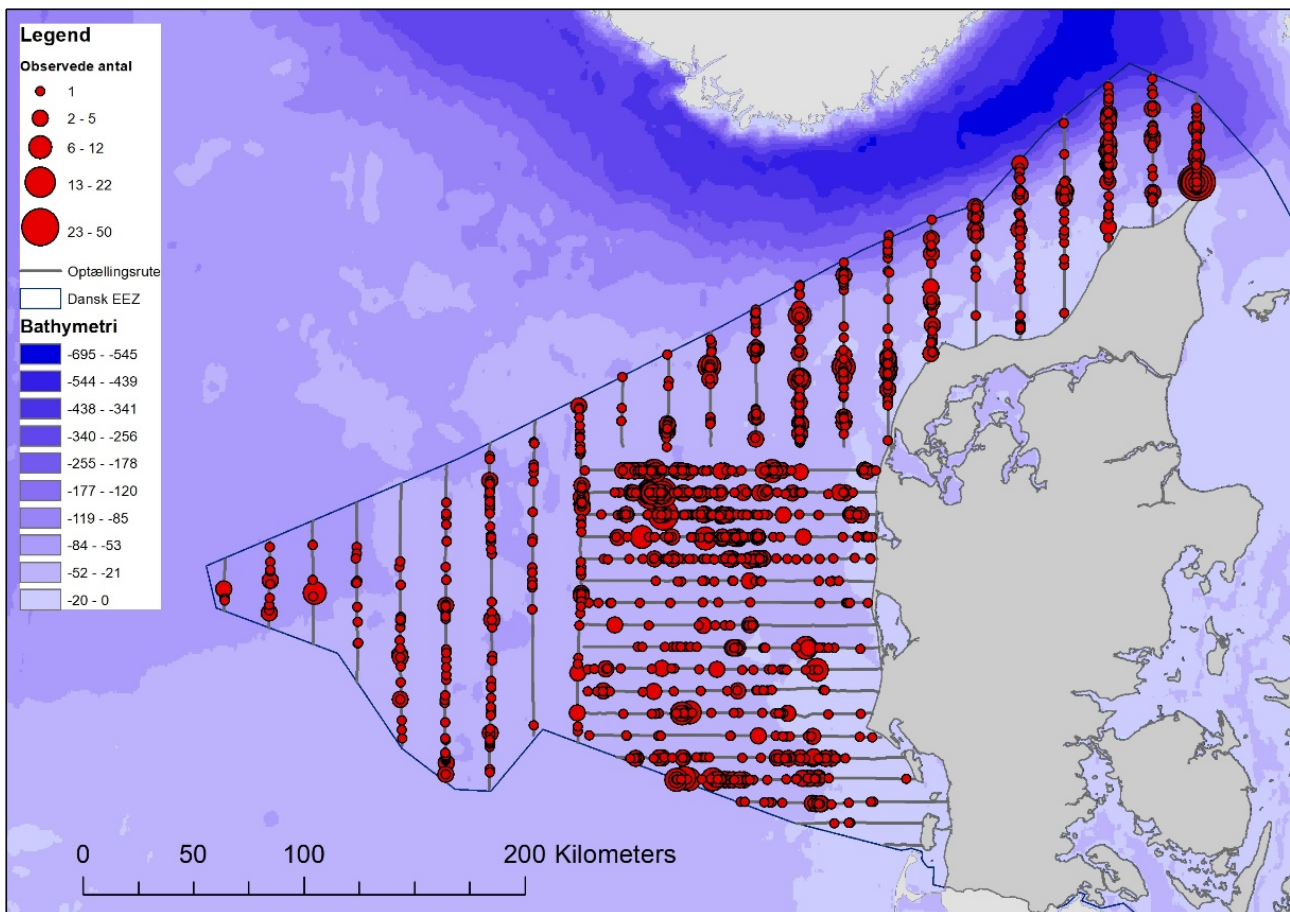 Legend
Observede antal
1
2 - 5
6 - 12
13 - 22
23 - 50
Optællingsrute
Dansk EEZ
Bathymetri
-695 - -545
-544 - -439
-438 - -341
-340 - -256
-255 - -178
-177 - -120
-119 - -85
-84 - -53
-52 - -21
-20 - 0
0 50 100 200 Kilometers